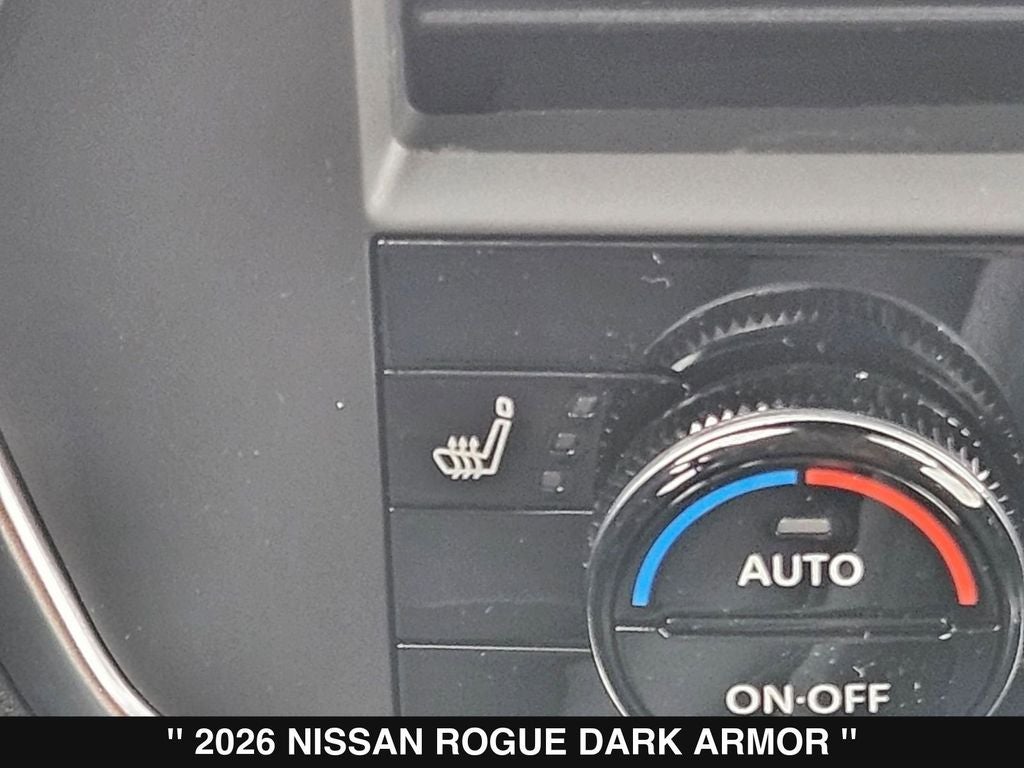 AUTO
ON·OFF
" 2026 NISSAN ROGUE DARK ARMOR "